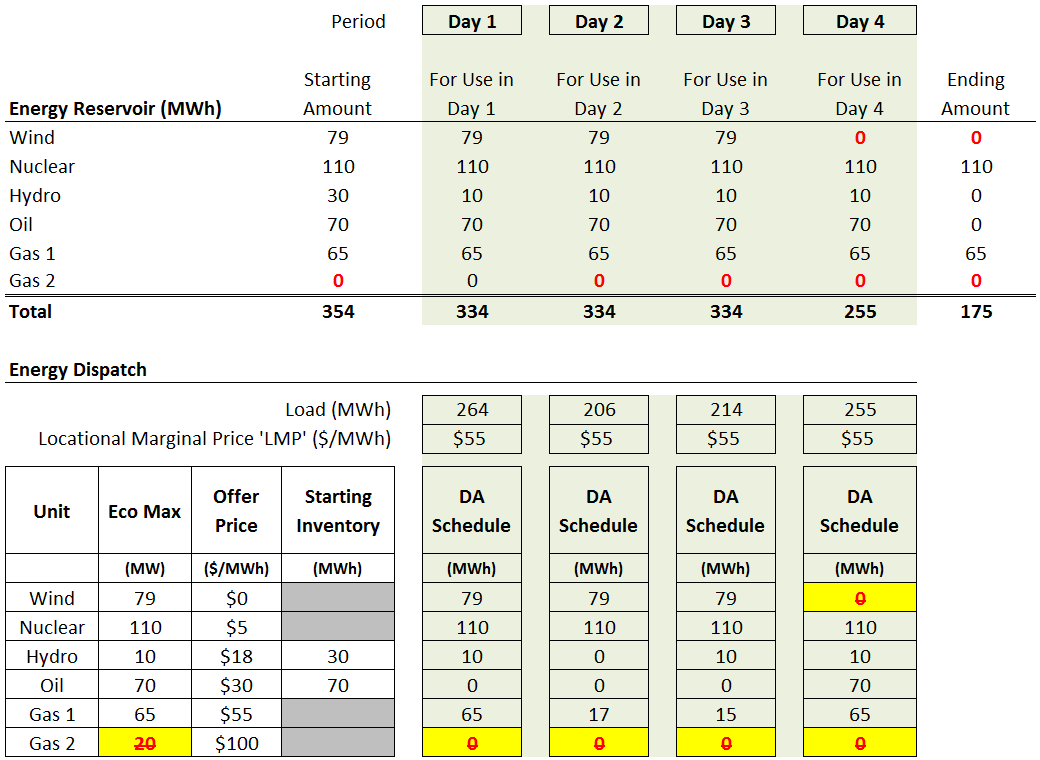 Period Day 1 Day 2 Day 3 Day 4
Starting For Use in For Use in For Use in For Use in Ending
Energy Reservoir (MWh) Amount Day 1 Day 2 Day 3 Day 4 Amount
Wind 79 79 79 79 0 0
Nuclear 110 110 110 110 110 110
Hydro 30 10 10 10 10 0
Oil 70 70 70 70 70 0
Gas 1 65 65 65 65 65 65
Gas 2 0 0 0 0 0 0
Total 354 334 334 334 255 175
Energy Dispatch
Load (MWh) 264 206 214 255
Locational Marginal Price 'LMP' ($/MWh) $55 $55 $55 $55
Offer Starting DA DA DA DA
Unit Eco Max
Price Inventory Schedule Schedule Schedule Schedule
(MW) ($/MWh) (MWh) (MWh) (MWh) (MWh) (MWh)
Wind 79 $0 79 79 79 0
Nuclear 110 $5 110 110 110 110
Hydro 10 $18 30 10 0 10 10
Oil 70 $30 70 0 0 0 70
Gas 1 65 $55 65 17 15 65
Gas 2 20 $100 0 0 0 0